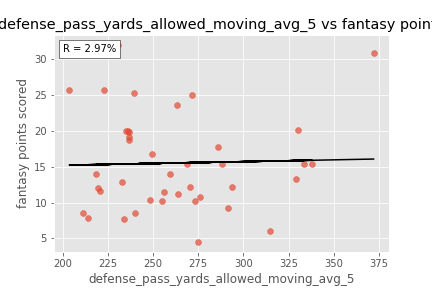 defense_pass_yards_allowed_moving_avg_5 vs fantasy point
R = 2.97%
fantasy points scored
30
25
20
15
10
5
200 225 250 275 300 325 350 375
defense_pass_yards_allowed_moving_avg_5